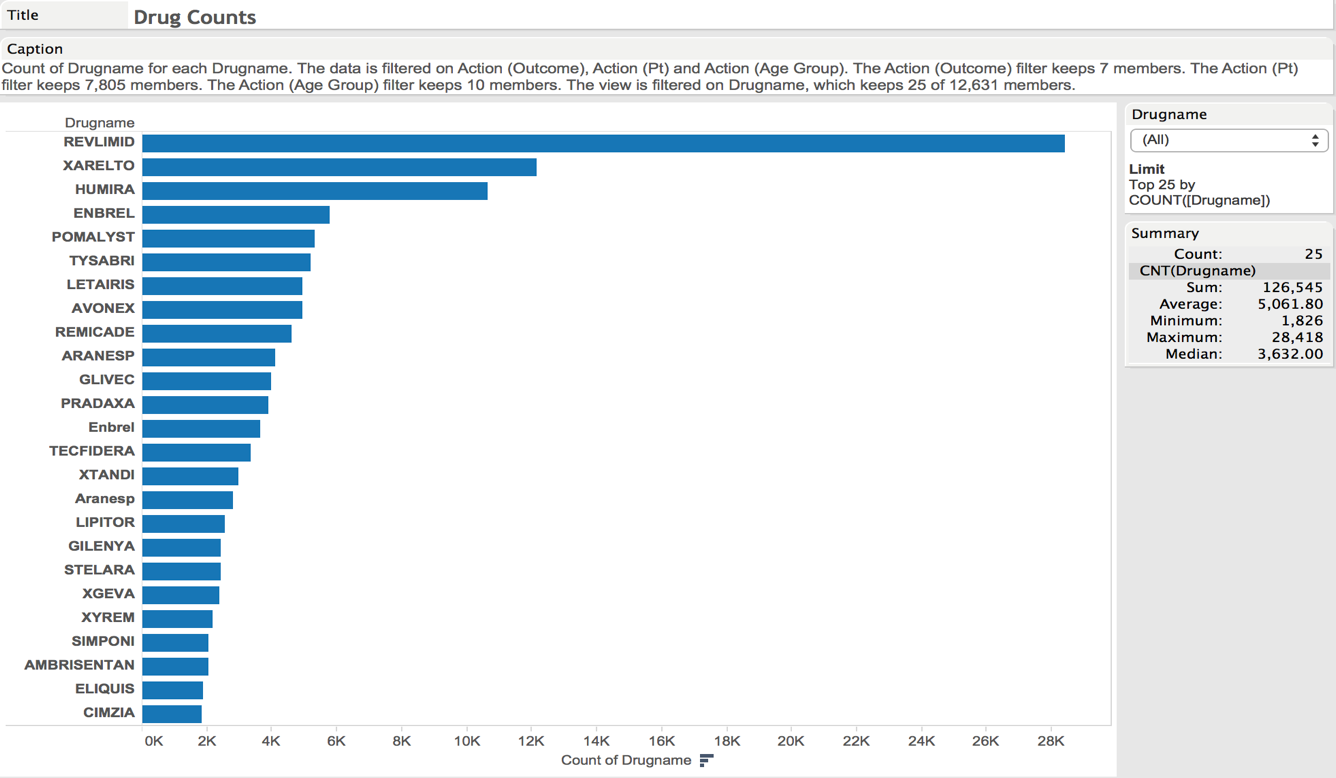 Title
Drug Counts
Caption
Count of Drugname for each Drugname. The data is filtered on Action (Outcome), Action (Pt) and Action (Age Group). The Action (Outcome) filter keeps 7 members. The Action (Pt)
filter keeps 7,805 members. The Action (Age Group) filter keeps 10 members. The view is filtered on Drugname, which keeps 25 of 12,631 members.
Drugname
REVLIMID
XARELTO
HUMIRA
ENBREL
POMALYST
TYSABRI
LETAIRIS
AVONEX
REMICADE
ARANESP
GLIVEC
PRADAXA
Enbrel
TECFIDERA
XTANDI
Aranesp
LIPITOR
GILENYA
STELARA
XGEVA
XYREM
SIMPONI
AMBRISENTAN
ELIQUIS
CIMZIA
0K 2K 4K 6K 8K 10K 12K 14K 16K 18K 20K 22K 24K 26K 28K
Count of Drugname
Drugname
(All)
Limit
Top 25 by
COUNT([Drugname])
Summary
Count: 25
CNT(Drugname)
Sum: 126,545
Average: 5,061.80
Minimum: 1,826
Maximum: 28,418
Median: 3,632.00